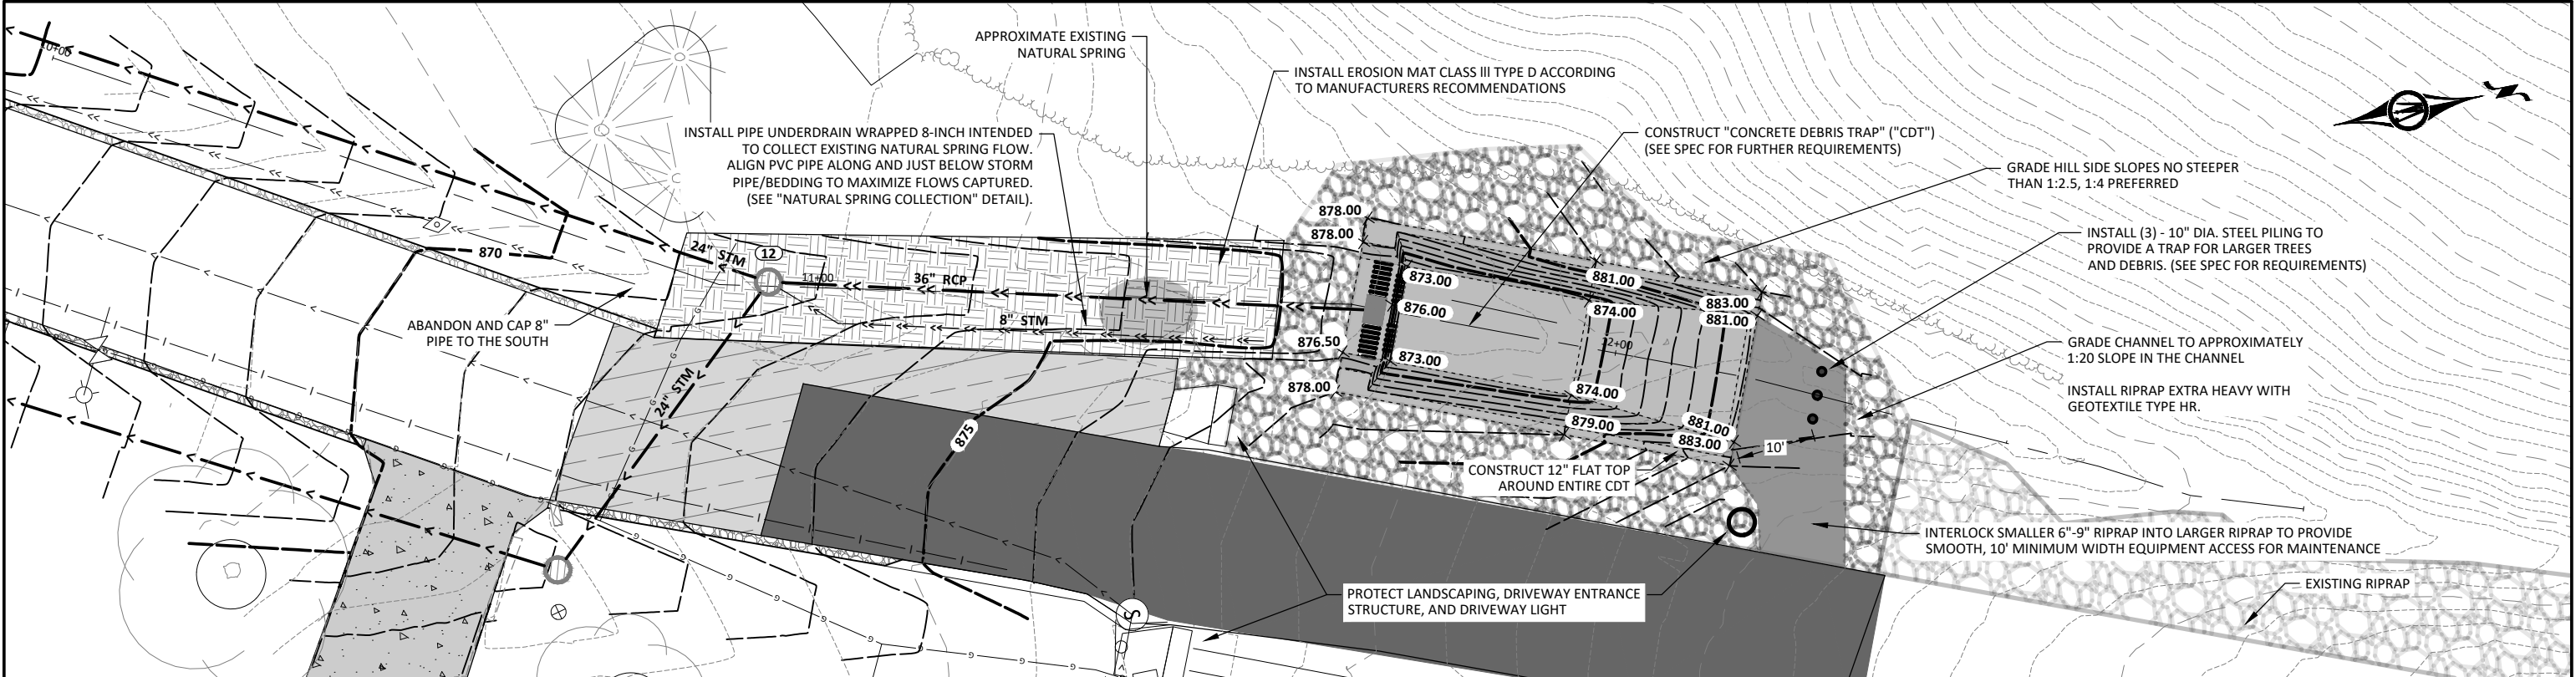 10+00
APPROXIMATE EXISTING
NATURAL SPRING
INSTALL EROSION MAT CLASS III TYPE D ACCORDING
TO MANUFACTURERS RECOMMENDATIONS
INSTALL PIPE UNDERDRAIN WRAPPED 8-INCH INTENDED
TO COLLECT EXISTING NATURAL SPRING FLOW.
ALIGN PVC PIPE ALONG AND JUST BELOW STORM
PIPE/BEDDING TO MAXIMIZE FLOWS CAPTURED.
(SEE "NATURAL SPRING COLLECTION" DETAIL).
CONSTRUCT "CONCRETE DEBRIS TRAP" ("CDT")
(SEE SPEC FOR FURTHER REQUIREMENTS)
GRADE HILL SIDE SLOPES NO STEEPER
THAN 1:2.5, 1:4 PREFERRED
INSTALL (3) - 10" DIA. STEEL PILING TO
PROVIDE A TRAP FOR LARGER TREES
AND DEBRIS. (SEE SPEC FOR REQUIREMENTS)
GRADE CHANNEL TO APPROXIMATELY
1:20 SLOPE IN THE CHANNEL
INSTALL RIPRAP EXTRA HEAVY WITH
GEOTEXTILE TYPE HR.
878.00
878.00
870
24" STM
12
11+00
36" RCP
8" STM
873.00
876.00
881.00
874.00
883.00
881.00
12+00
876.50
873.00
878.00
874.00
879.00
881.00
883.00
10'
ABANDON AND CAP 8"
PIPE TO THE SOUTH
24" STM
875
CONSTRUCT 12" FLAT TOP
AROUND ENTIRE CDT
INTERLOCK SMALLER 6"-9" RIPRAP INTO LARGER RIPRAP TO PROVIDE
SMOOTH, 10' MINIMUM WIDTH EQUIPMENT ACCESS FOR MAINTENANCE
EXISTING RIPRAP
PROTECT LANDSCAPING, DRIVEWAY ENTRANCE
STRUCTURE, AND DRIVEWAY LIGHT
S
G
G
G
G
G
G
G
G